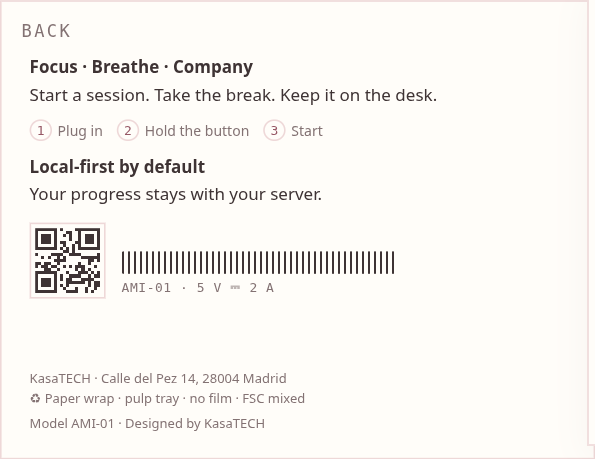 BACK
Focus · Breathe · Company
Start a session. Take the break. Keep it on the desk.
1 Plug in 2 Hold the button 3 Start
Local-first by default
Your progress stays with your server.
AMI-01 · 5 V ⎓ 2 A
KasaTECH · Calle del Pez 14, 28004 Madrid
♻ Paper wrap · pulp tray · no film · FSC mixed
Model AMI-01 · Designed by KasaTECH